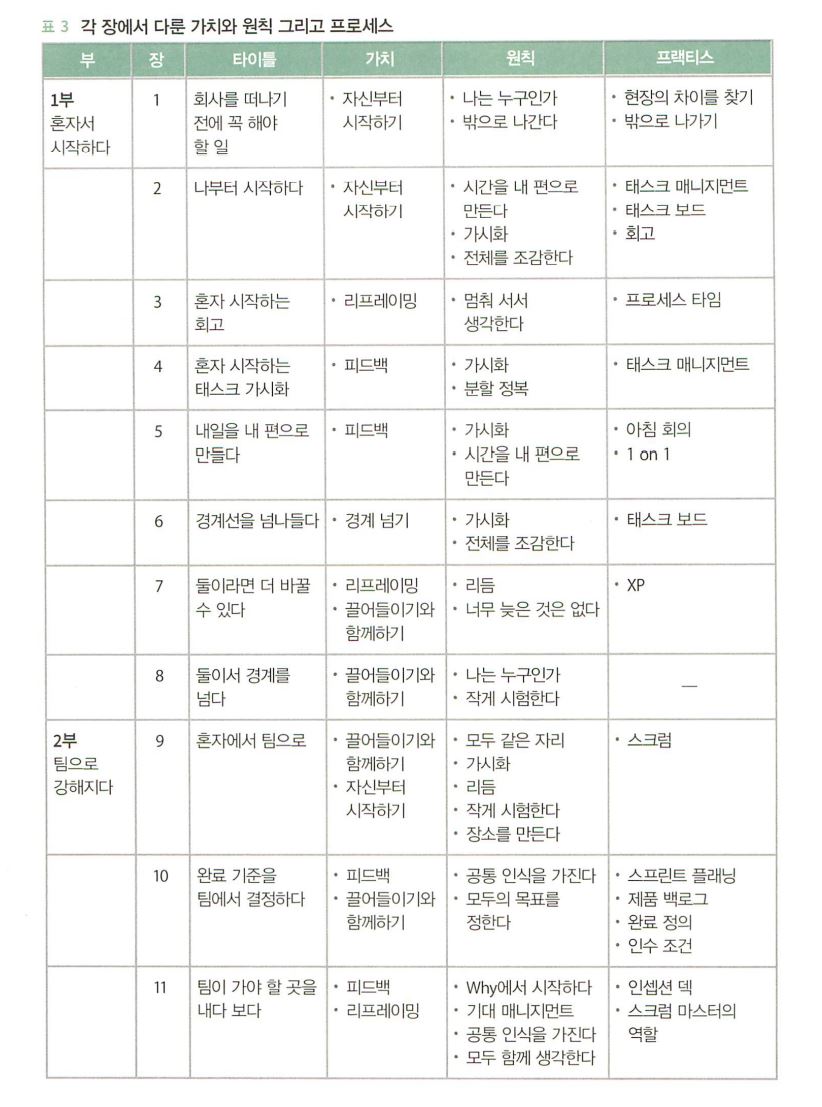 표 3 각 장에서 다룬 가치와 원칙 그리고 프로세스
부 장 타이틀 가치 원칙 프랙티스
1부
혼자서
시작하다
1
회사를 떠나기
전에 꼭 해야
할 일
• 자신부터
시작하기
• 나는 누구인가
• 밖으로 나간다
• 현장의 차이를 찾기
• 밖으로 나가기
2
나부터 시작하다
• 자신부터
시작하기
• 시간을 내 편으로
만든다
• 가시화
• 전체를 조감한다
• 태스크 매니지먼트
• 태스크 보드
• 회고
3
혼자 시작하는
회고
• 리프레이밍
• 멈춰 서서
생각한다
• 프로세스 타임
4
혼자 시작하는
태스크 가시화
• 피드백
• 가시화
• 분할 정복
• 태스크 매니지먼트
5
내일을 내 편으로
만들다
• 피드백
• 가시화
• 시간을 내 편으로
만든다
• 아침 회의
• 1 on 1
6
경계선을 넘나들다
• 경계 넘기
• 가시화
• 전체를 조감한다
• 태스크 보드
7
둘이라면 더 바꿀
수 있다
• 리프레이밍
• 끌어들이기와
함께하기
• 리듬
• 너무 늦은 것은 없다
• XP
8
둘이서 경계를
넘다
• 끌어들이기와
함께하기
• 나는 누구인가
• 작게 시험한다
—
2부
팀으로
강해지다
9
혼자에서 팀으로
• 끌어들이기와
함께하기
• 자신부터
시작하기
• 모두 같은 자리
• 가시화
• 리듬
• 작게 시험한다
• 장소를 만든다
• 스크럼
10
완료 기준을
팀에서 결정하다
• 피드백
• 끌어들이기와
함께하기
• 공통 인식을 가진다
• 모두의 목표를
정한다
• 스프린트 플래닝
• 제품 백로그
• 완료 정의
• 인수 조건
11
팀이 가야 할 곳을
내다 보다
• 피드백
• 리프레이밍
• Why에서 시작하다
• 기대 매니지먼트
• 공통 인식을 가진다
• 모두 함께 생각한다
• 인셉션 덱
• 스크럼 마스터의
역할